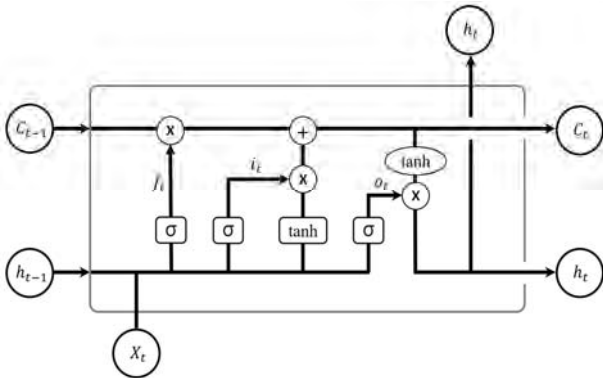 h_t
C_{t-1}
x
+
C_t
tanh
f_t
i_t
x
o_t
x
σ
σ
tanh
σ
h_{t-1}
h_t
X_t